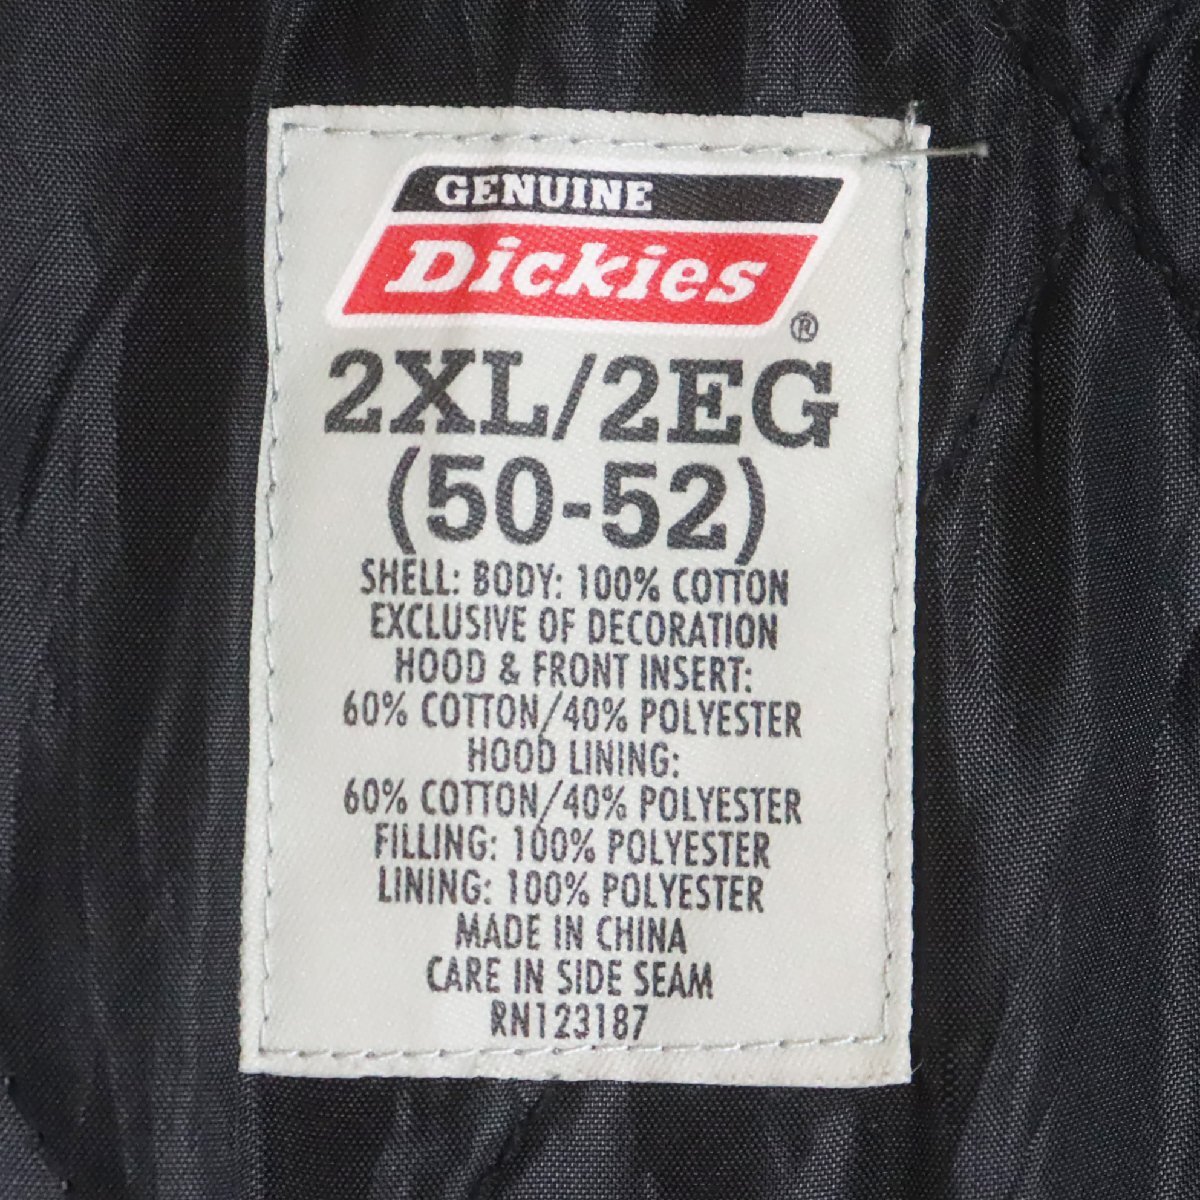 GENUINE
Dickies
®
2XL/2EG
(50-52)
SHELL: BODY: 100% COTTON
EXCLUSIVE OF DECORATION
HOOD & FRONT INSERT:
60% COTTON/40% POLYESTER
HOOD LINING:
60% COTTON/40% POLYESTER
FILLING: 100% POLYESTER
LINING: 100% POLYESTER
MADE IN CHINA
CARE IN SIDE SEAM
RN123187